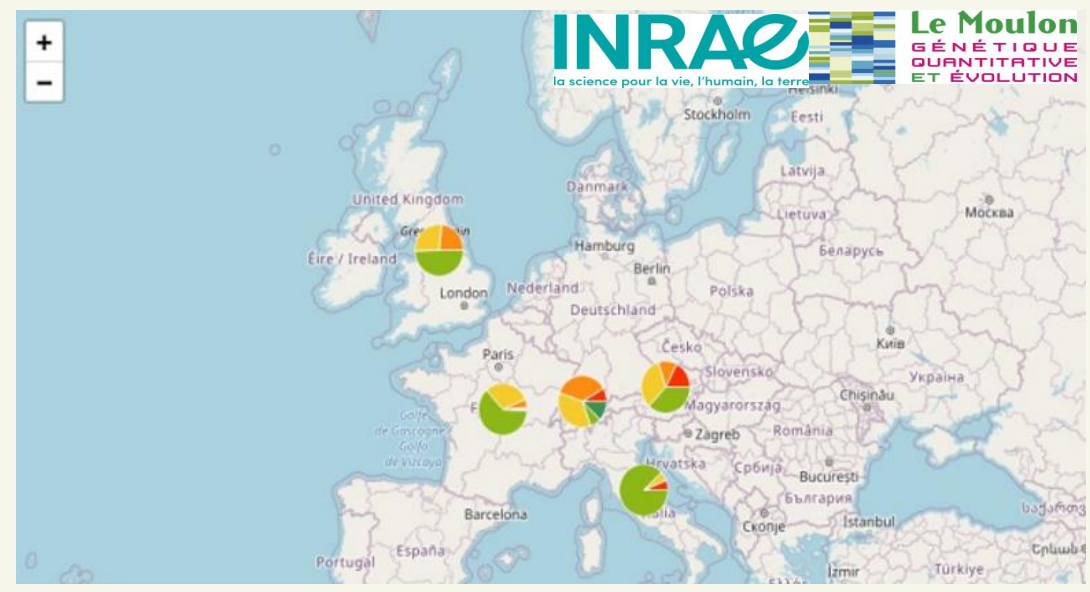 +
−
INRAE
la science pour la vie, l'humain, la terre
Le Moulon
GÉNÉTIQUE
QUANTITATIVE
ET ÉVOLUTION
Helsinki
Stockholm
Eesti
Latvija
Danmark
United Kingdom
Москва
Lietuva
Éire / Ireland
Hamburg
Беларусь
Berlin
London
Nederland
Polska
Deutschland
Київ
Česko
Paris
Slovensko
Україна
Chișinău
Magyarország
Golfe
de Gascogne
Golfo
de Vizcaya
Zagreb
România
Hrvatska
Србија
București
България
Barcelona
Скопје
İstanbul
España
Portugal
İzmir
Türkiye